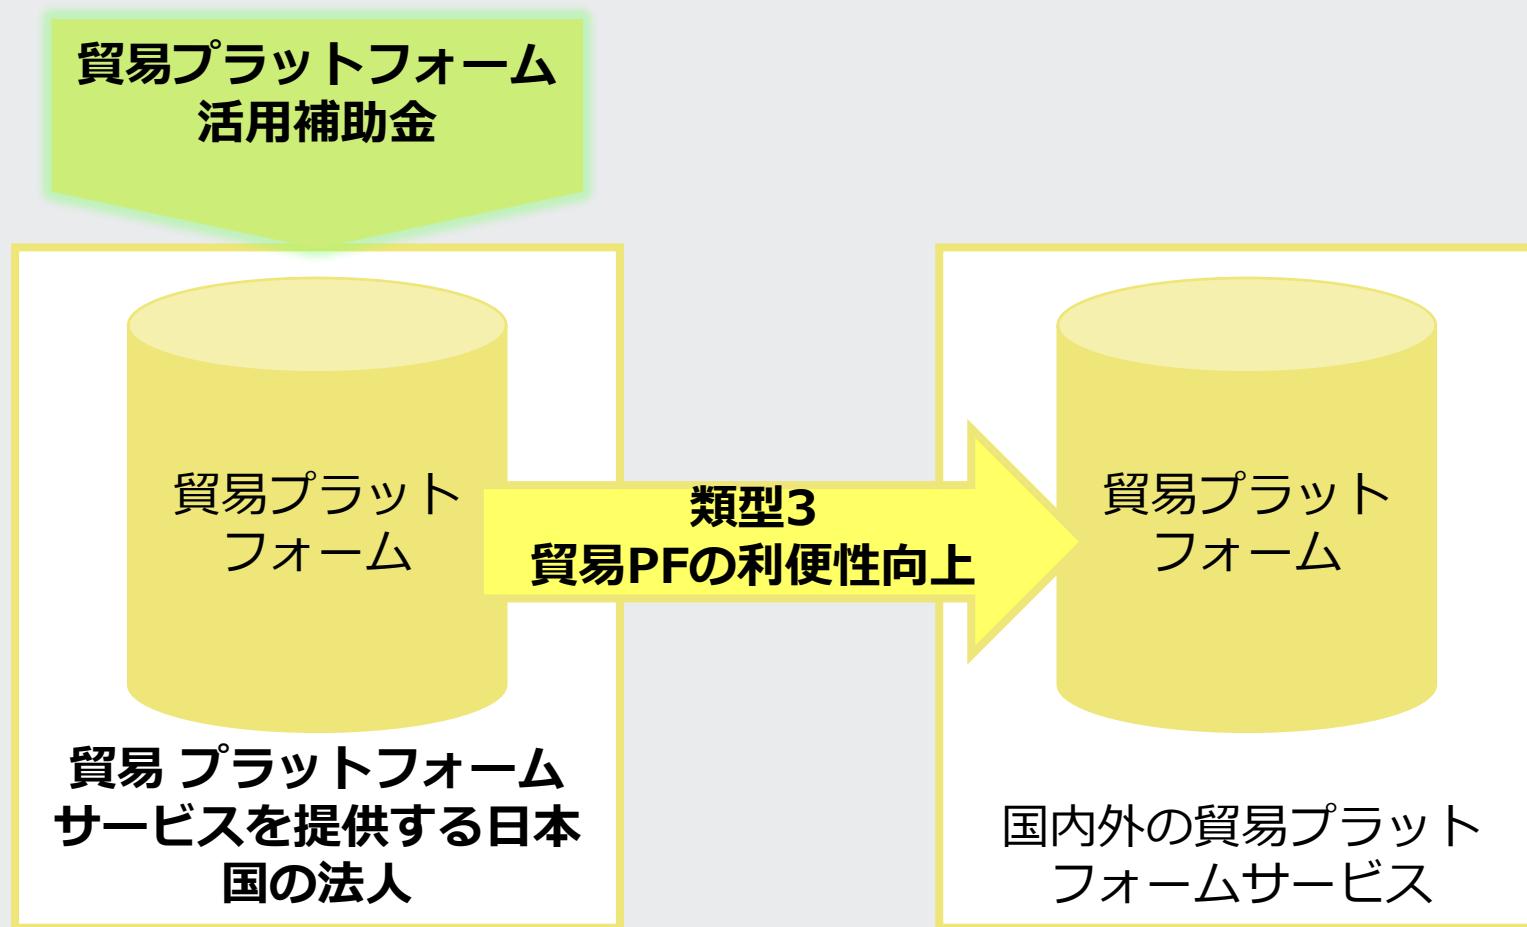 貿易プラットフォーム
活用補助金
貿易プラット
フォーム
類型3
貿易PFの利便性向上
貿易プラット
フォーム
貿易 プラットフォーム
サービスを提供する日本
国の法人
国内外の貿易プラット
フォームサービス